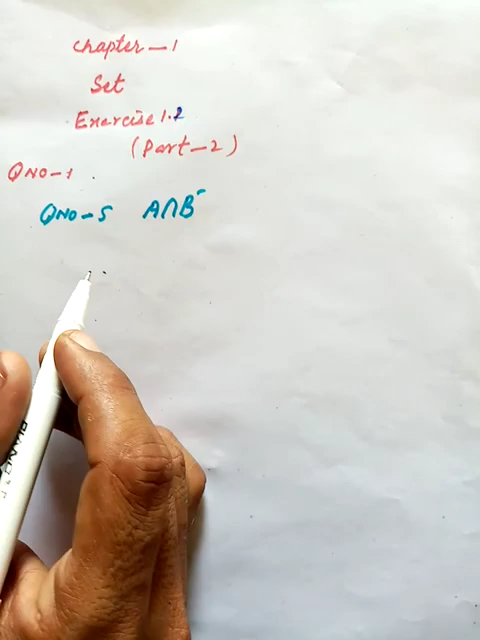 Chapter - 1
Set
Exercise 1.2
(Part - 2)
QNO - 1 .
QNO - 5 A∩B‾